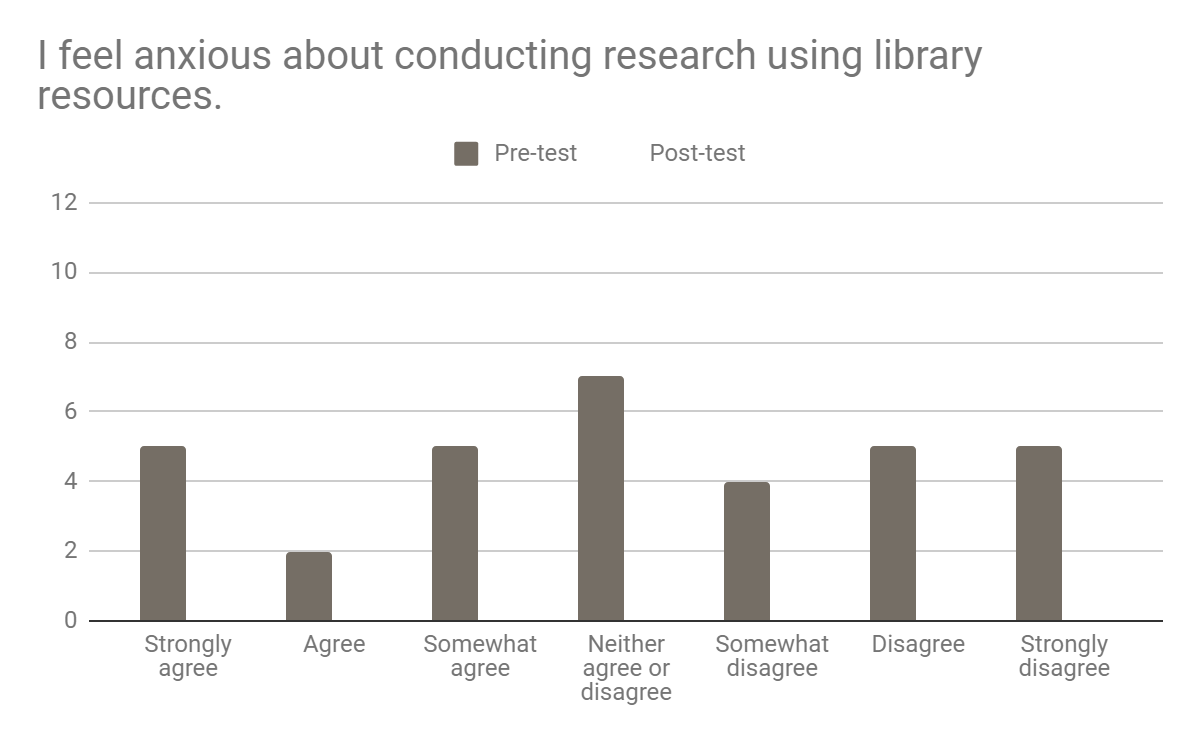 I feel anxious about conducting research using library
resources.
Pre-test Post-test
12
10
8
6
4
2
0
Strongly agree
Agree
Somewhat agree
Neither agree or disagree
Somewhat disagree
Disagree
Strongly disagree